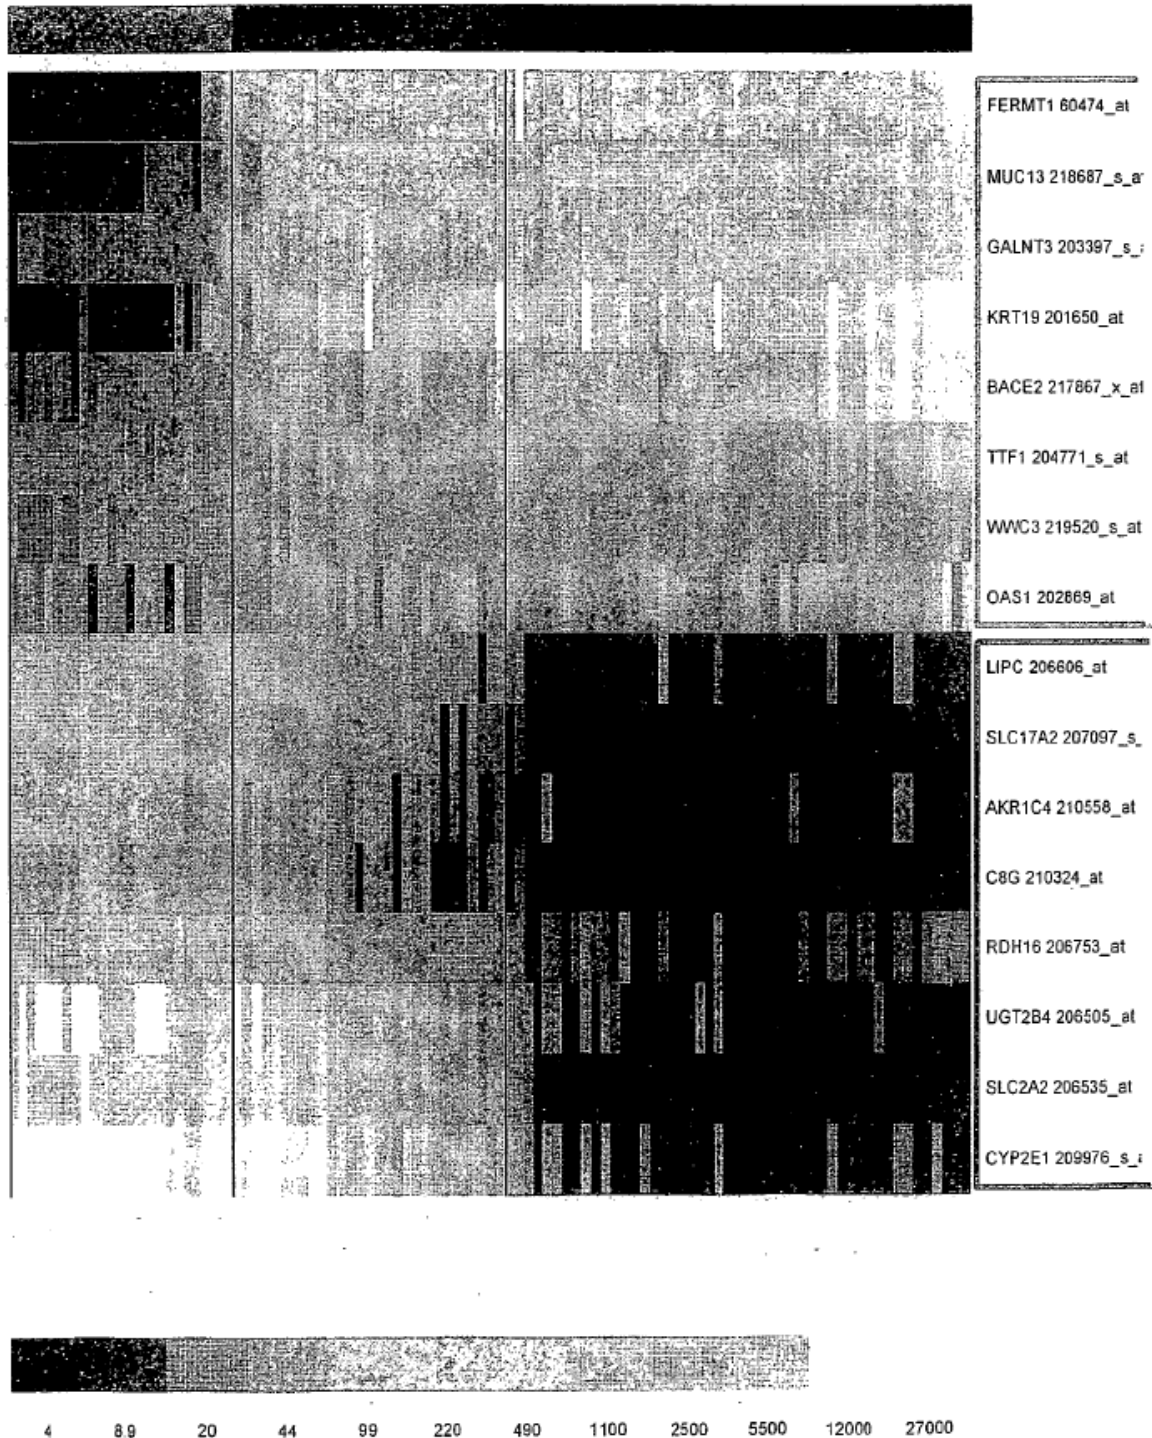 FERMT1 60474_at
MUC13 218687_s_a
GALNT3 203397_s_
KRT19 201650_at
BACE2 217867_x_at
TTF1 204771_s_at
WWC3 219520_s_at
OAS1 202869_at
LIPC 206606_at
SLC17A2 207097_s_
AKR1C4 210558_at
C8G 210324_at
RDH16 206753_at
UGT2B4 206505_at
SLC2A2 206535_at
CYP2E1 209976_s_
4 8.9 20 44 99 220 490 1100 2500 5500 12000 27000